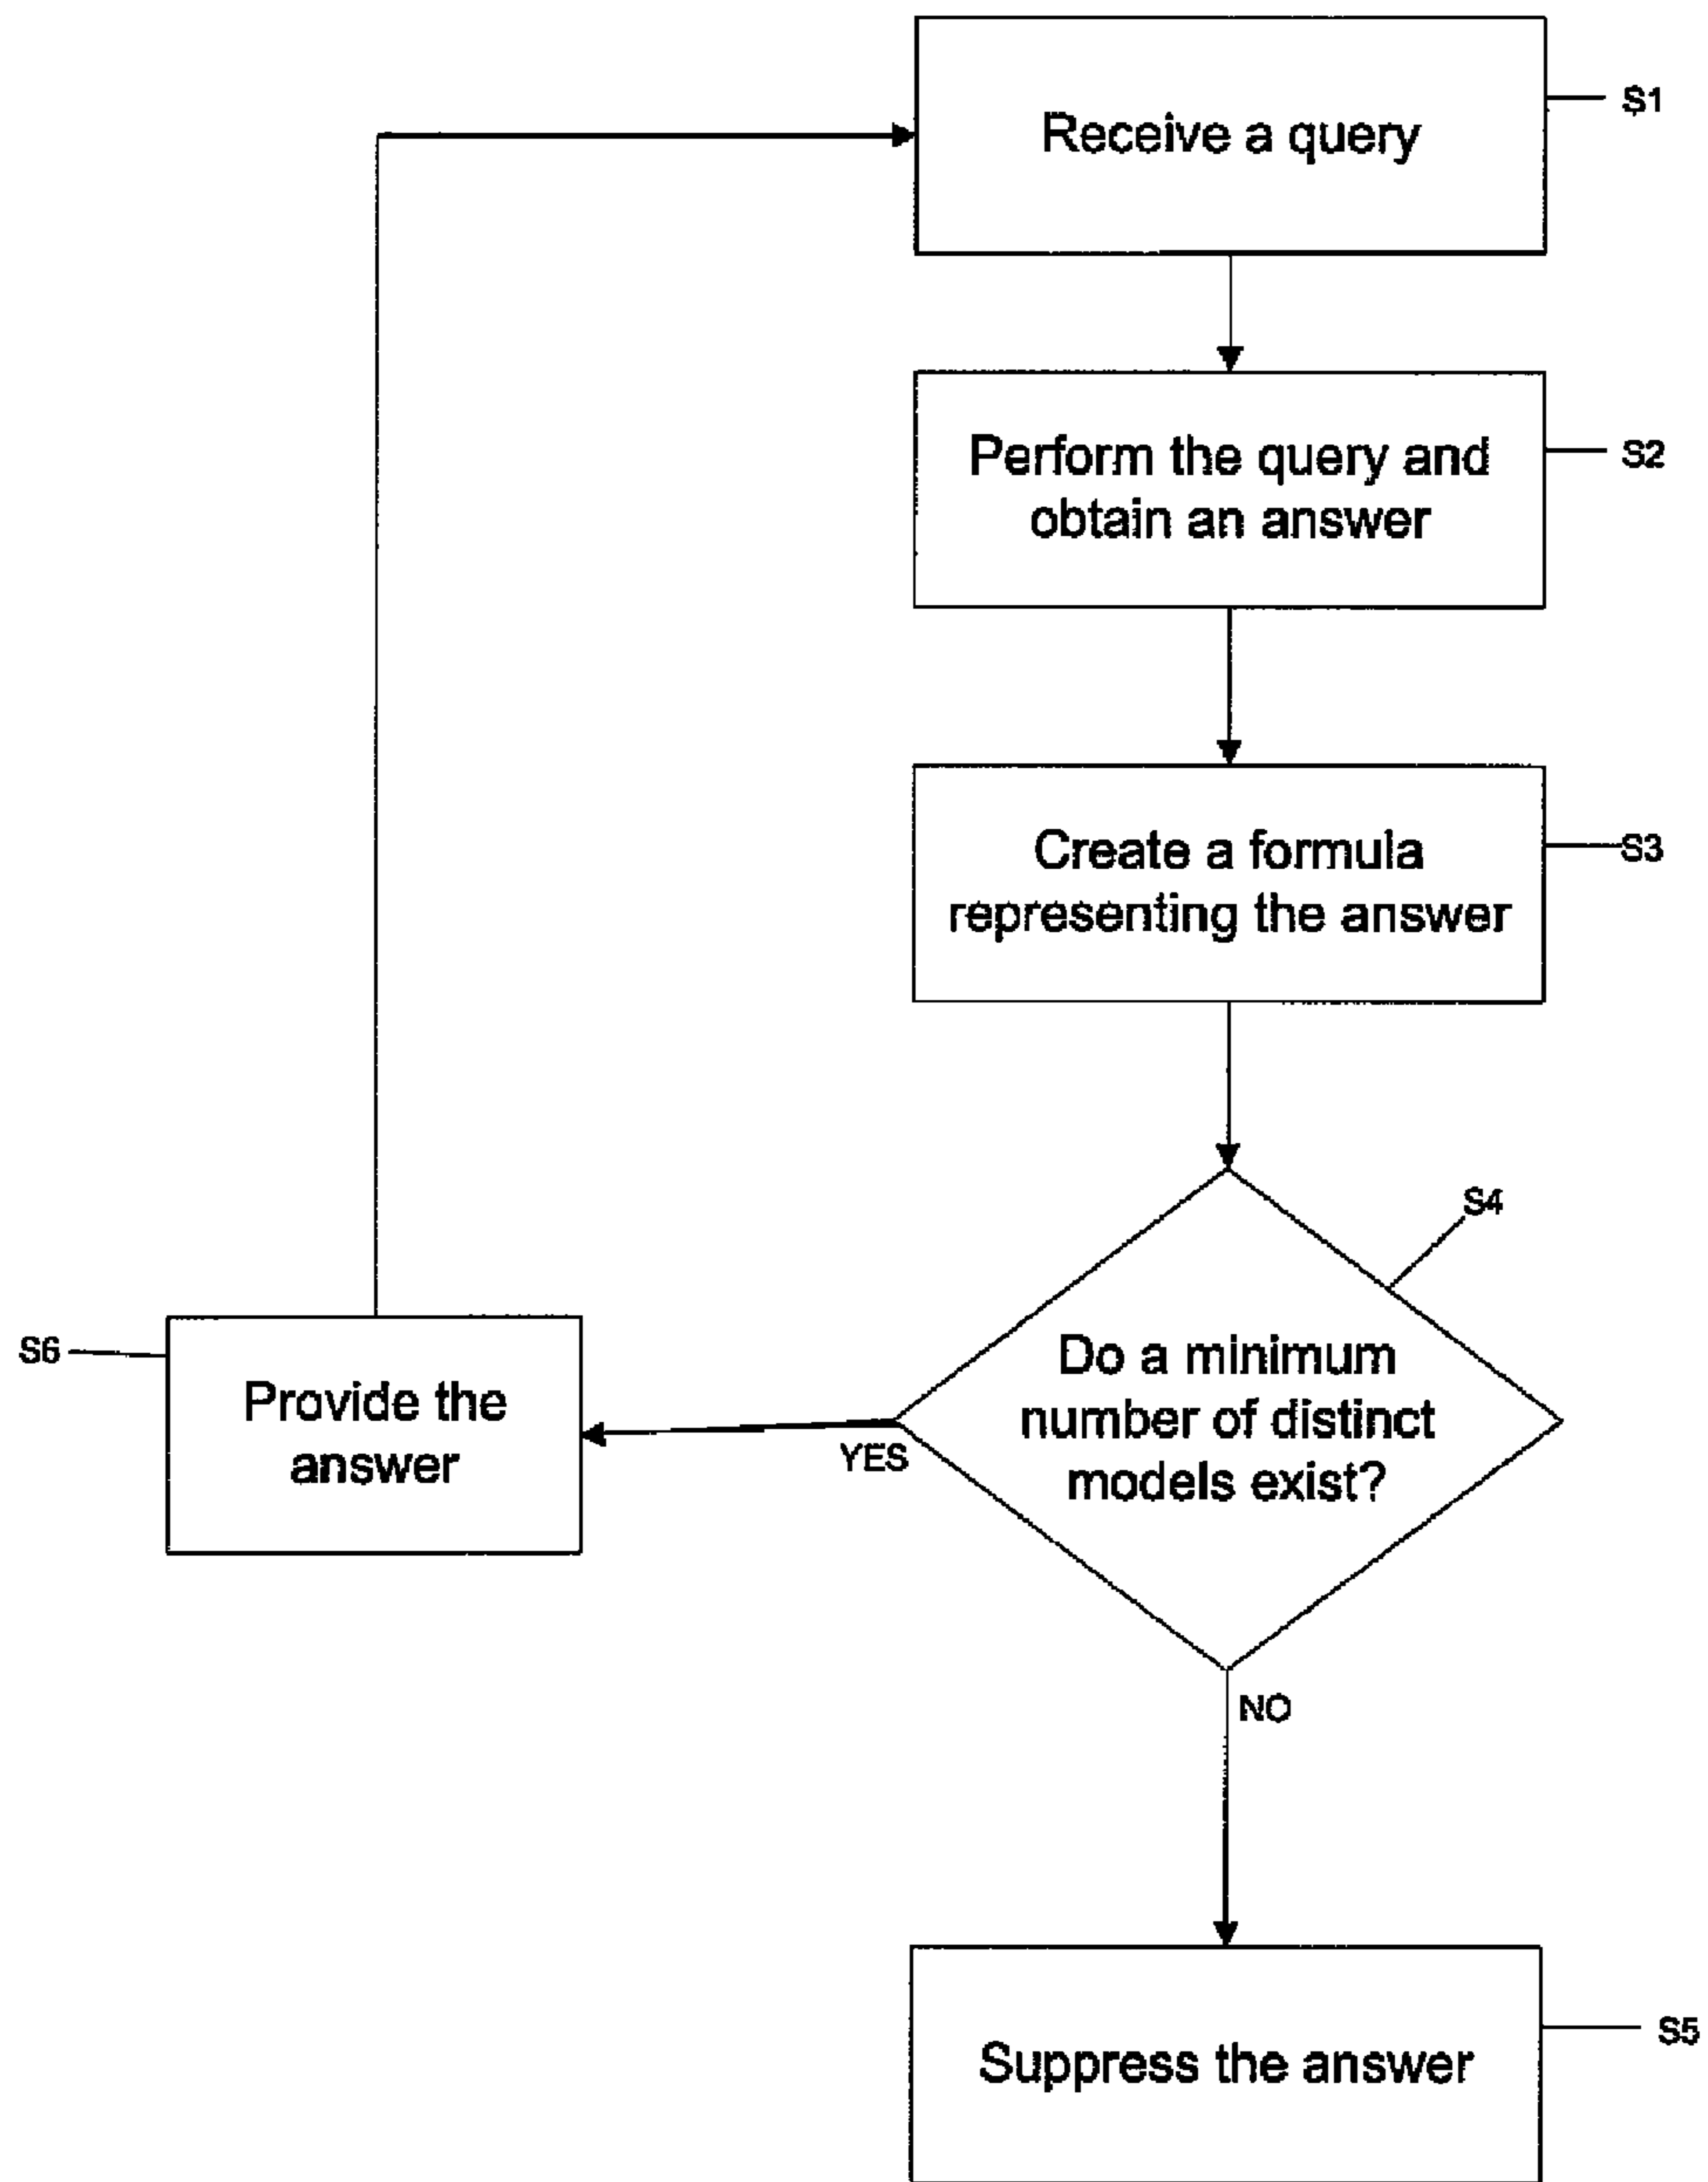 Receive a query
S1
Perform the query and
obtain an answer
S2
Create a formula
representing the answer
S3
S4
Do a minimum
number of distinct
models exist?
YES
S6
Provide the
answer
NO
Suppress the answer
S5